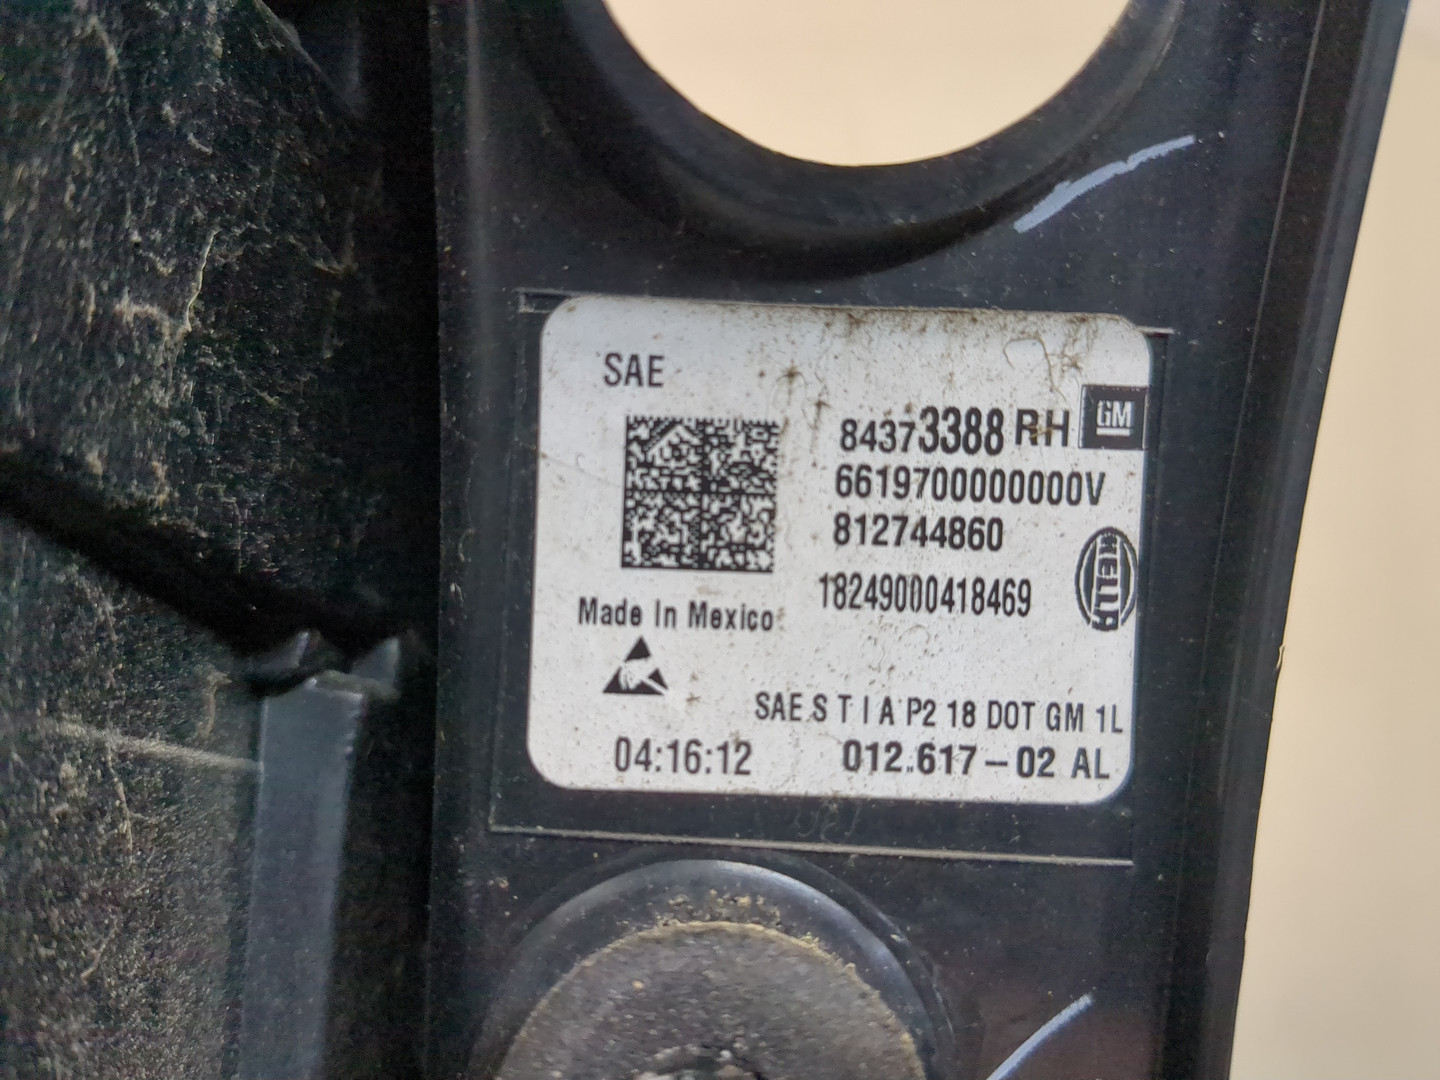 SAE
84373388 RH GM
6619700000000V
812744860
18249000418469
HELLA
Made In Mexico
SAE S T I A P2 18 DOT GM 1L
04:16:12 012.617-02 AL